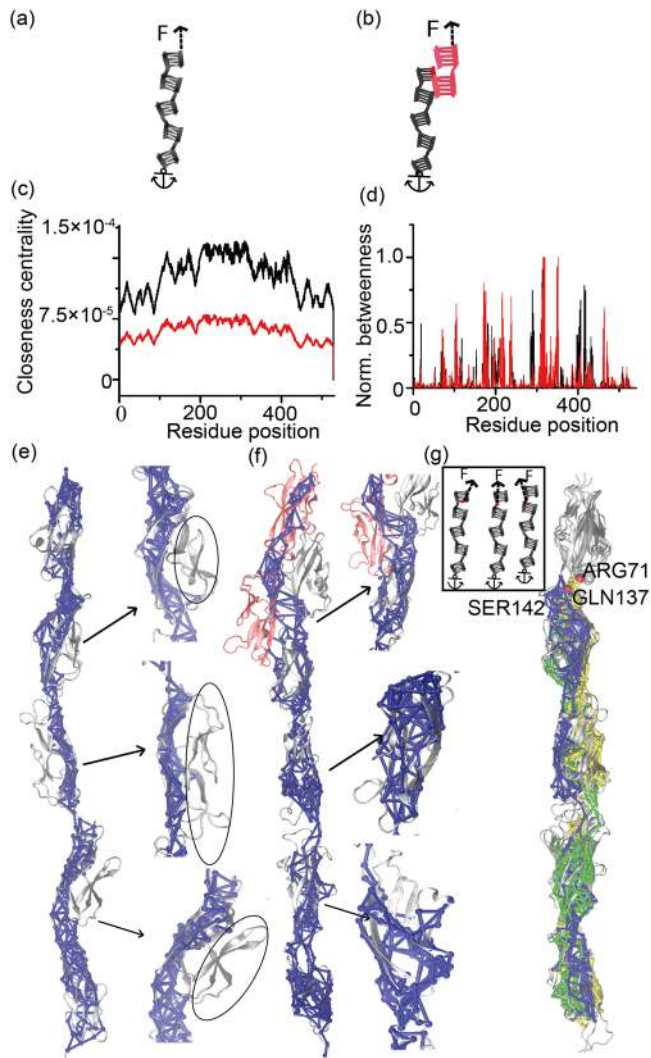 (a)
F
(b)
F
(c)
Closeness centrality
1.5×10⁻⁴
7.5×10⁻⁵
0
0 200 400
Residue position
(d)
Norm. betweenness
1.0
0.5
0
0 200 400
Residue position
(e)
(f)
(g)
F F F
ARG71
GLN137
SER142